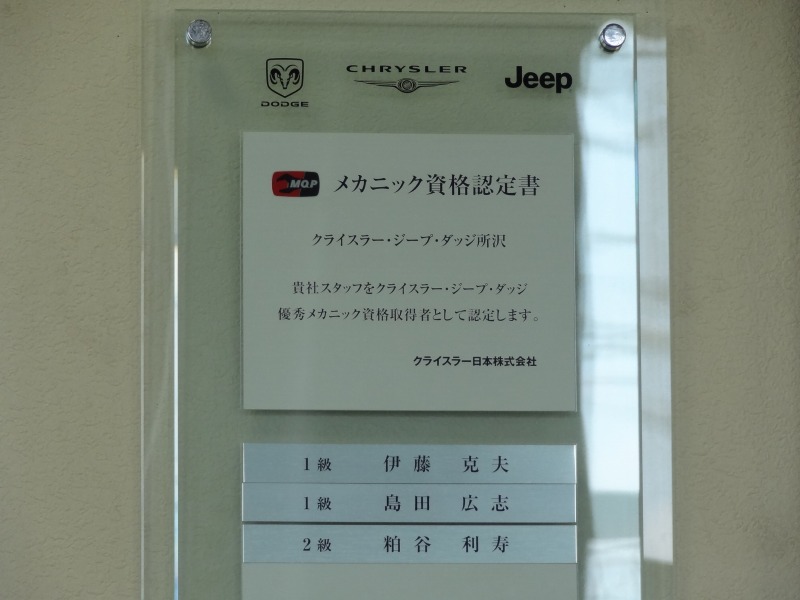 DODGE
CHRYSLER
Jeep
MQP メカニック資格認定書
クライスラー・ジープ・ダッジ所沢
貴社スタッフをクライスラー・ジープ・ダッジ
優秀メカニック資格取得者として認定します。
クライスラー日本株式会社
1級 伊藤 克夫
1級 島田 広志
2級 粕谷 利寿